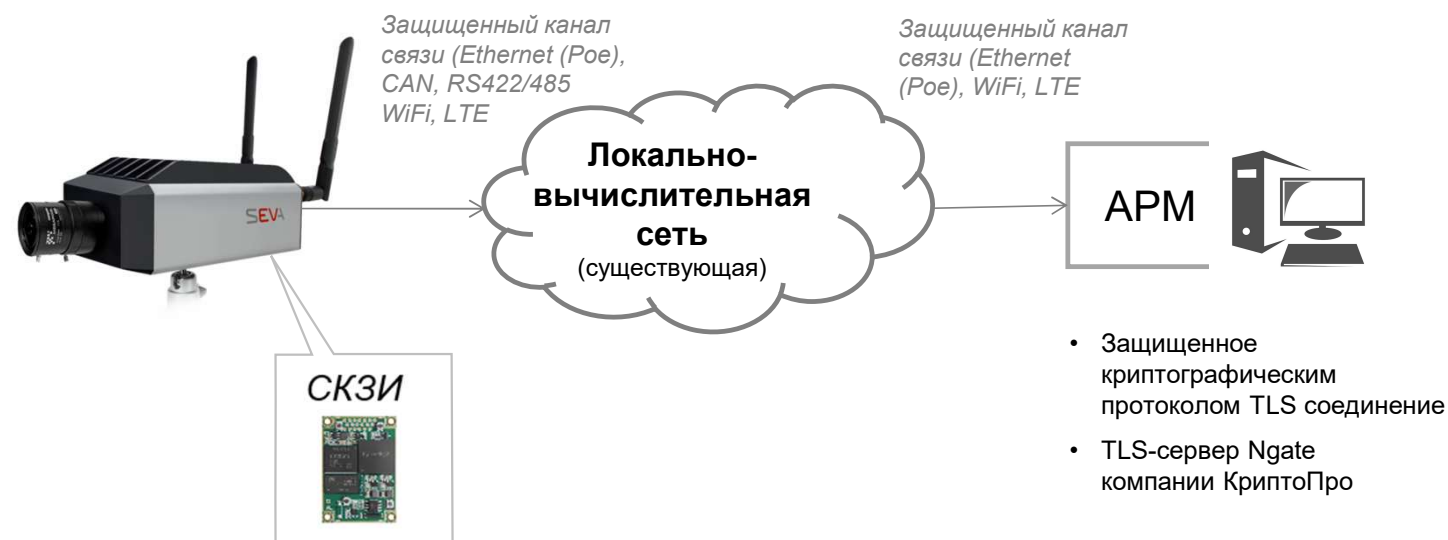 Защищенный канал
связи (Ethernet (Poe),
CAN, RS422/485
WiFi, LTE
Защищенный канал
связи (Ethernet
(Poe), WiFi, LTE
SEVA
Локально-
вычислительная
сеть
(существующая)
АРМ
СКЗИ
• Защищенное
криптографическим
протоколом TLS соединение
• TLS-сервер Ngate
компании КриптоПро